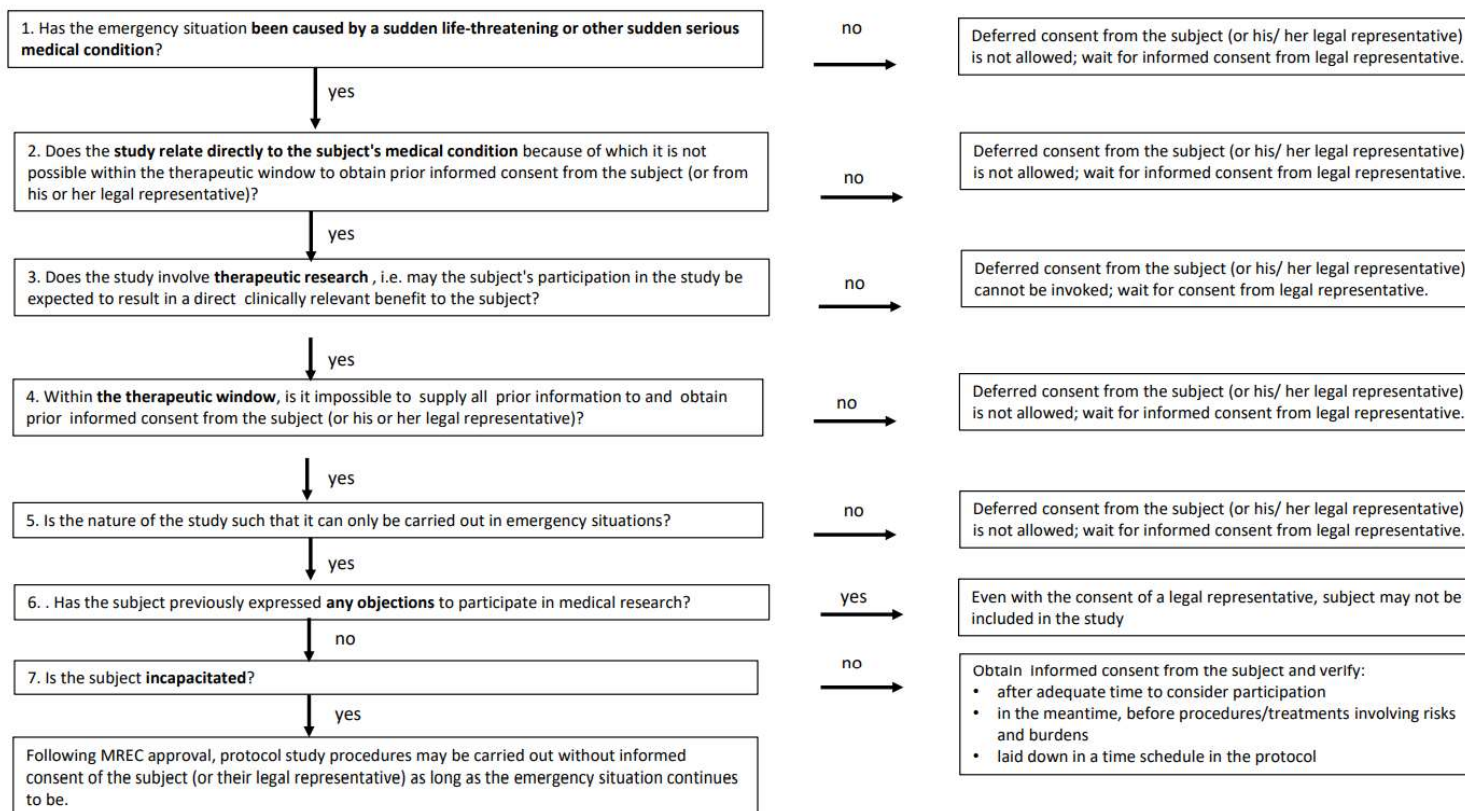 1. Has the emergency situation been caused by a sudden life-threatening or other sudden serious
medical condition?
no
Deferred consent from the subject (or his/ her legal representative)
is not allowed; wait for informed consent from legal representative.
yes
2. Does the study relate directly to the subject's medical condition because of which it is not
possible within the therapeutic window to obtain prior informed consent from the subject (or from
his or her legal representative)?
no
Deferred consent from the subject (or his/ her legal representative)
is not allowed; wait for informed consent from legal representative.
yes
3. Does the study involve therapeutic research , i.e. may the subject's participation in the study be
expected to result in a direct clinically relevant benefit to the subject?
no
Deferred consent from the subject (or his/ her legal representative)
cannot be invoked; wait for consent from legal representative.
yes
4. Within the therapeutic window, is it impossible to supply all prior information to and obtain
prior informed consent from the subject (or his or her legal representative)?
no
Deferred consent from the subject (or his/ her legal representative)
is not allowed; wait for informed consent from legal representative.
yes
5. Is the nature of the study such that it can only be carried out in emergency situations?
no
Deferred consent from the subject (or his/ her legal representative)
is not allowed; wait for informed consent from legal representative.
yes
6. . Has the subject previously expressed any objections to participate in medical research?
yes
Even with the consent of a legal representative, subject may not be
included in the study
no
7. Is the subject incapacitated?
no
Obtain informed consent from the subject and verify:
• after adequate time to consider participation
• in the meantime, before procedures/treatments involving risks
and burdens
• laid down in a time schedule in the protocol
yes
Following MREC approval, protocol study procedures may be carried out without informed
consent of the subject (or their legal representative) as long as the emergency situation continues
to be.